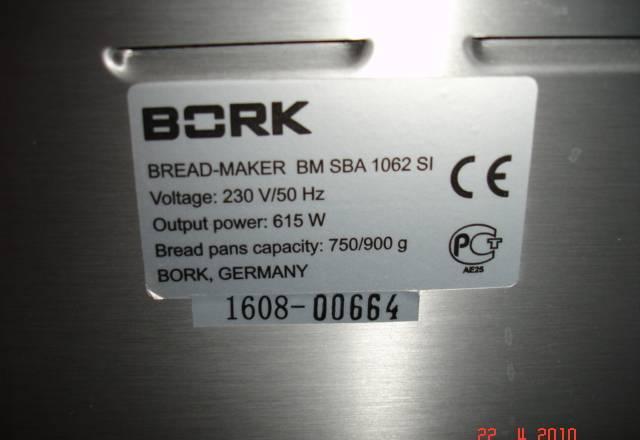 BORK
BREAD-MAKER BM SBA 1062 SI
Voltage: 230 V/50 Hz
Output power: 615 W
Bread pans capacity: 750/900 g
BORK, GERMANY
CE
РСТ
AE25
1608-00664
22 4 2010